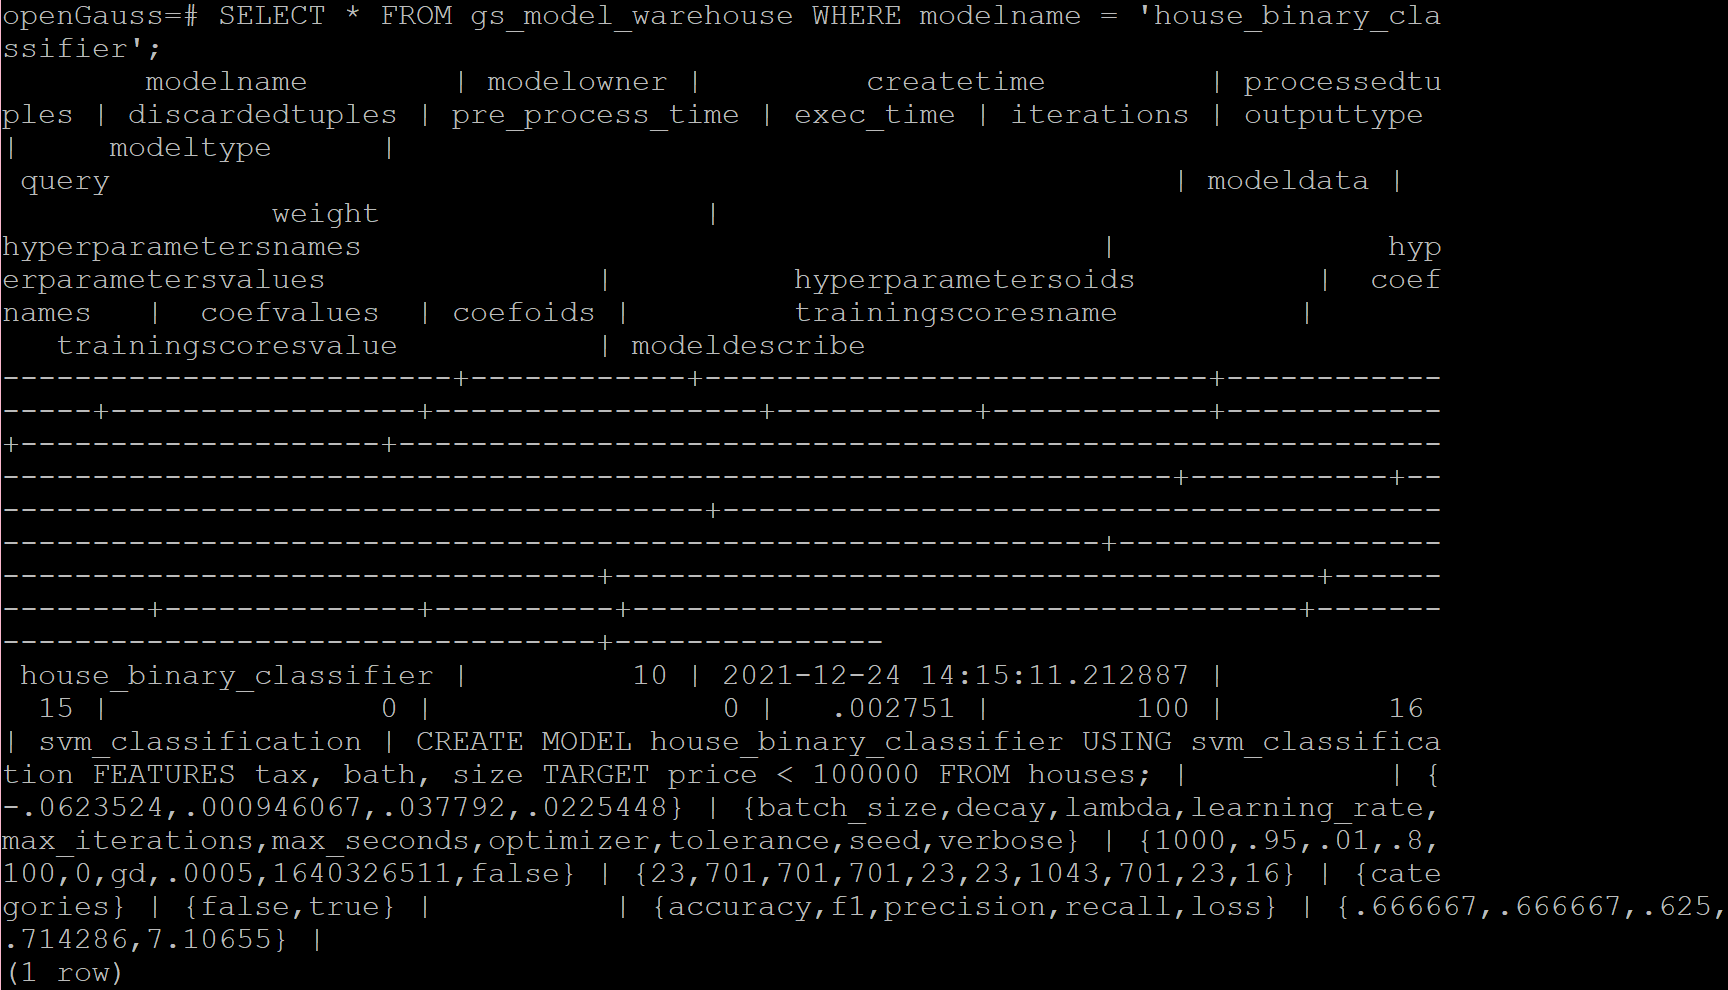 openGauss=# SELECT * FROM gs_model_warehouse WHERE modelname = 'house_binary_cla
ssifier';
        modelname        | modelowner |         createtime         | processedtu
ples | discardedtuples | pre_process_time | exec_time | iterations | outputtype
|     modeltype      |
 query                                                           | modeldata |
               weight                  |
hyperparametersnames                                         |               hyp
erparametersvalues               |          hyperparametersoids          |  coef
names   |  coefvalues  | coefoids |         trainingscoresname          |
   trainingscoresvalue           | modeldescribe
-------------------------+------------+----------------------------+------------
-----+-----------------+------------------+-----------+------------+------------
+--------------------+----------------------------------------------------------
-----------------------------------------------------------------+-----------+--
---------------------------------------+----------------------------------------
-------------------------------------------------------------+------------------
---------------------------------+---------------------------------------+------
--------+--------------+----------+-------------------------------------+-------
---------------------------------+---------------
 house_binary_classifier |         10 | 2021-12-24 14:15:11.212887 |
  15 |               0 |                0 |   .002751 |        100 |         16
| svm_classification | CREATE MODEL house_binary_classifier USING svm_classifica
tion FEATURES tax, bath, size TARGET price < 100000 FROM houses; |           | {
-.0623524,.000946067,.037792,.0225448} | {batch_size,decay,lambda,learning_rate,
max_iterations,max_seconds,optimizer,tolerance,seed,verbose} | {1000,.95,.01,.8,
100,0,gd,.0005,1640326511,false} | {23,701,701,701,23,23,1043,701,23,16} | {cate
gories} | {false,true} |          | {accuracy,f1,precision,recall,loss} | {.666667,.666667,.625,
.714286,7.10655} |
(1 row)